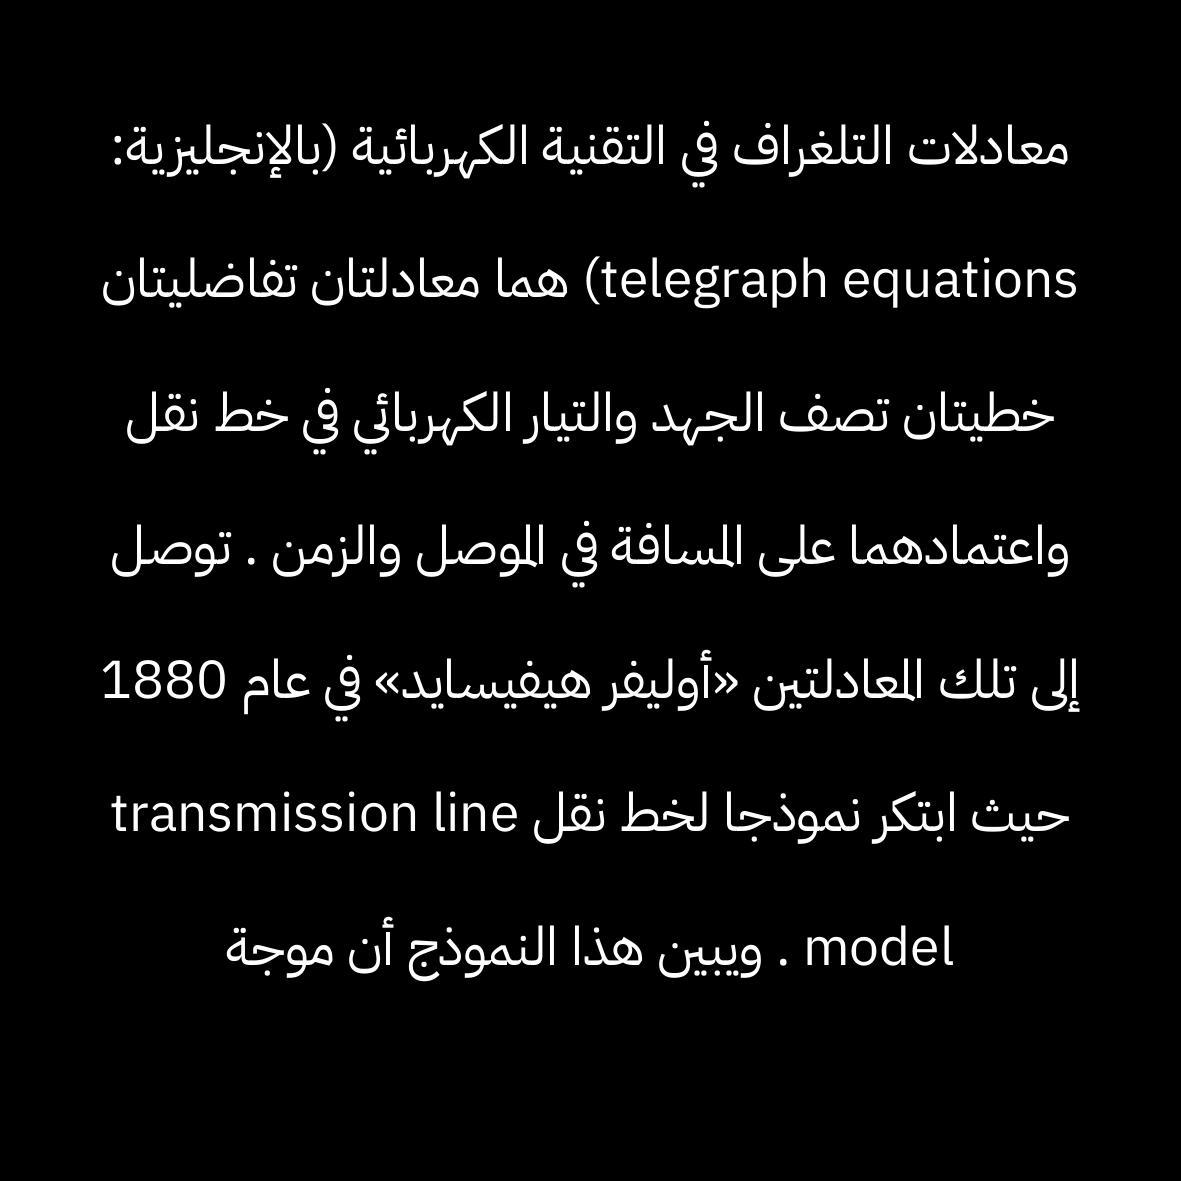 معادلات التلغراف في التقنية الكهربائية (بالإنجليزية:
telegraph equations) هما معادلتان تفاضليتان
خطيتان تصف الجهد والتيار الكهربائي في خط نقل
واعتمادهما على المسافة في الموصل والزمن . توصل
إلى تلك المعادلتين «أوليفر هيفيسايد» في عام 1880
حيث ابتكر نموذجا لخط نقل transmission line
model . ويبين هذا النموذج أن موجة